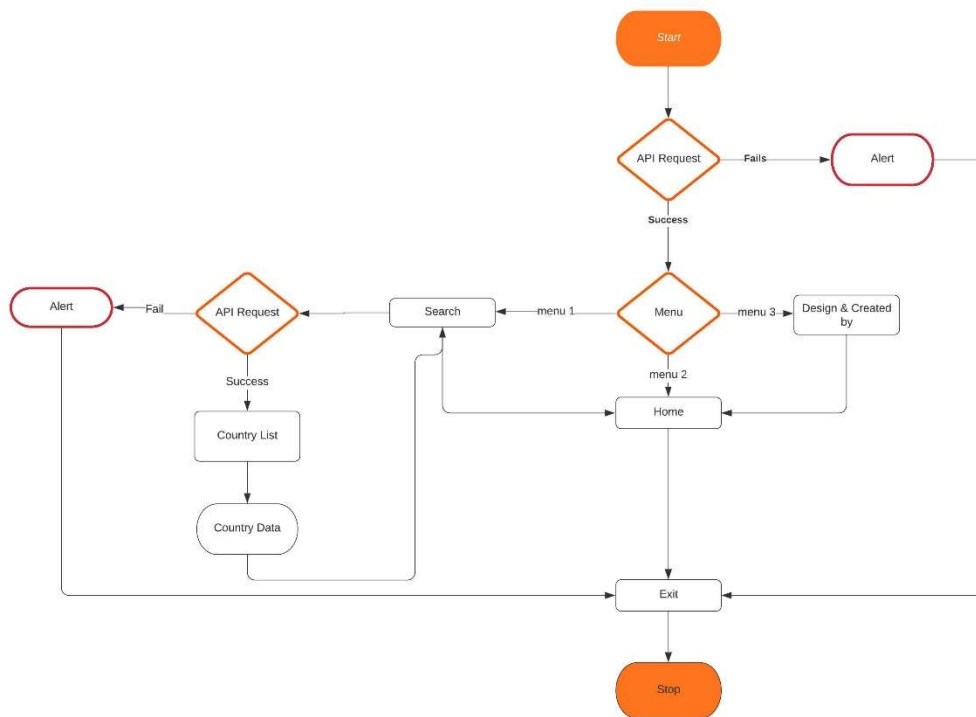 Start
API Request
Fails
Alert
Success
Alert
Fail
API Request
Search
menu 1
Menu
menu 3
Design & Created
by
Success
menu 2
Home
Country List
Country Data
Exit
Stop